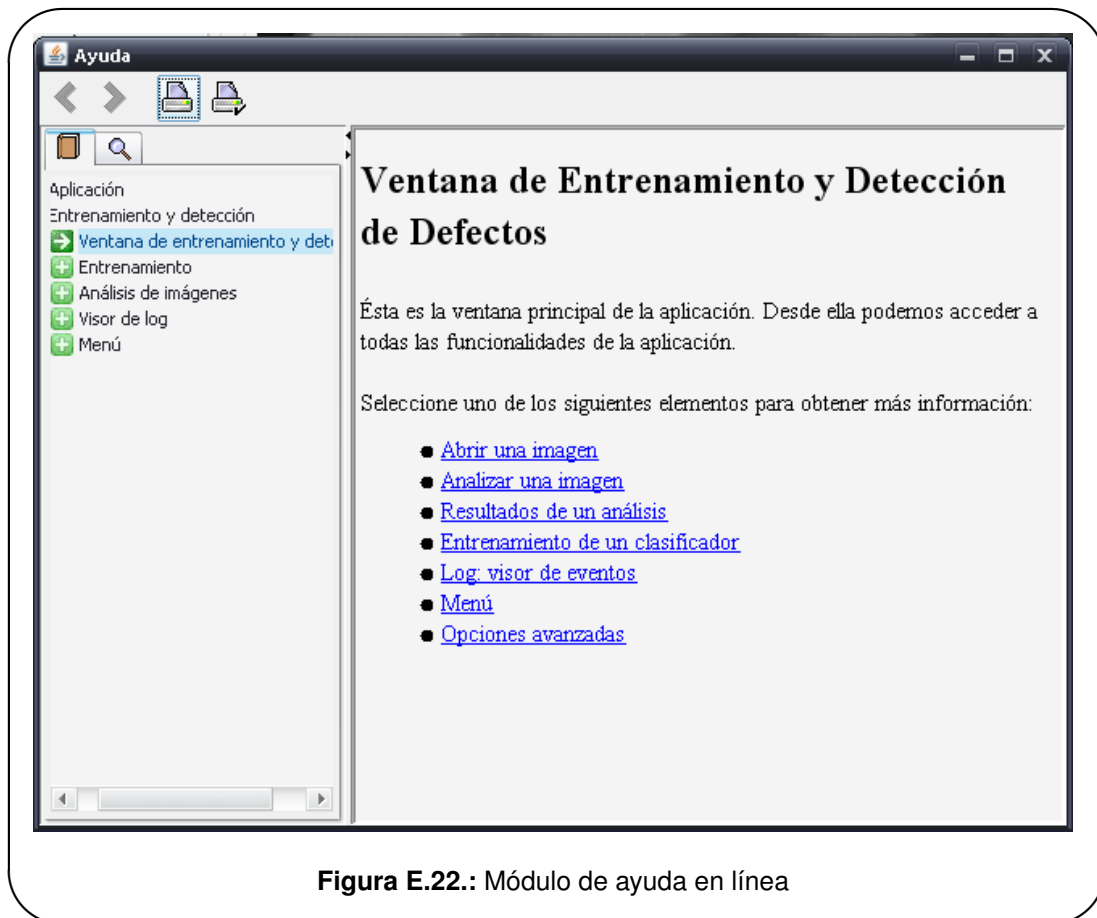 Ayuda
Aplicación
Entrenamiento y detección
Ventana de entrenamiento y det
Entrenamiento
Análisis de imágenes
Visor de log
Menú
Ventana de Entrenamiento y Detección
de Defectos
Ésta es la ventana principal de la aplicación. Desde ella podemos acceder a
todas las funcionalidades de la aplicación.
Seleccione uno de los siguientes elementos para obtener más información:
Abrir una imagen
Analizar una imagen
Resultados de un análisis
Entrenamiento de un clasificador
Log: visor de eventos
Menú
Opciones avanzadas
Figura E.22.: Módulo de ayuda en línea